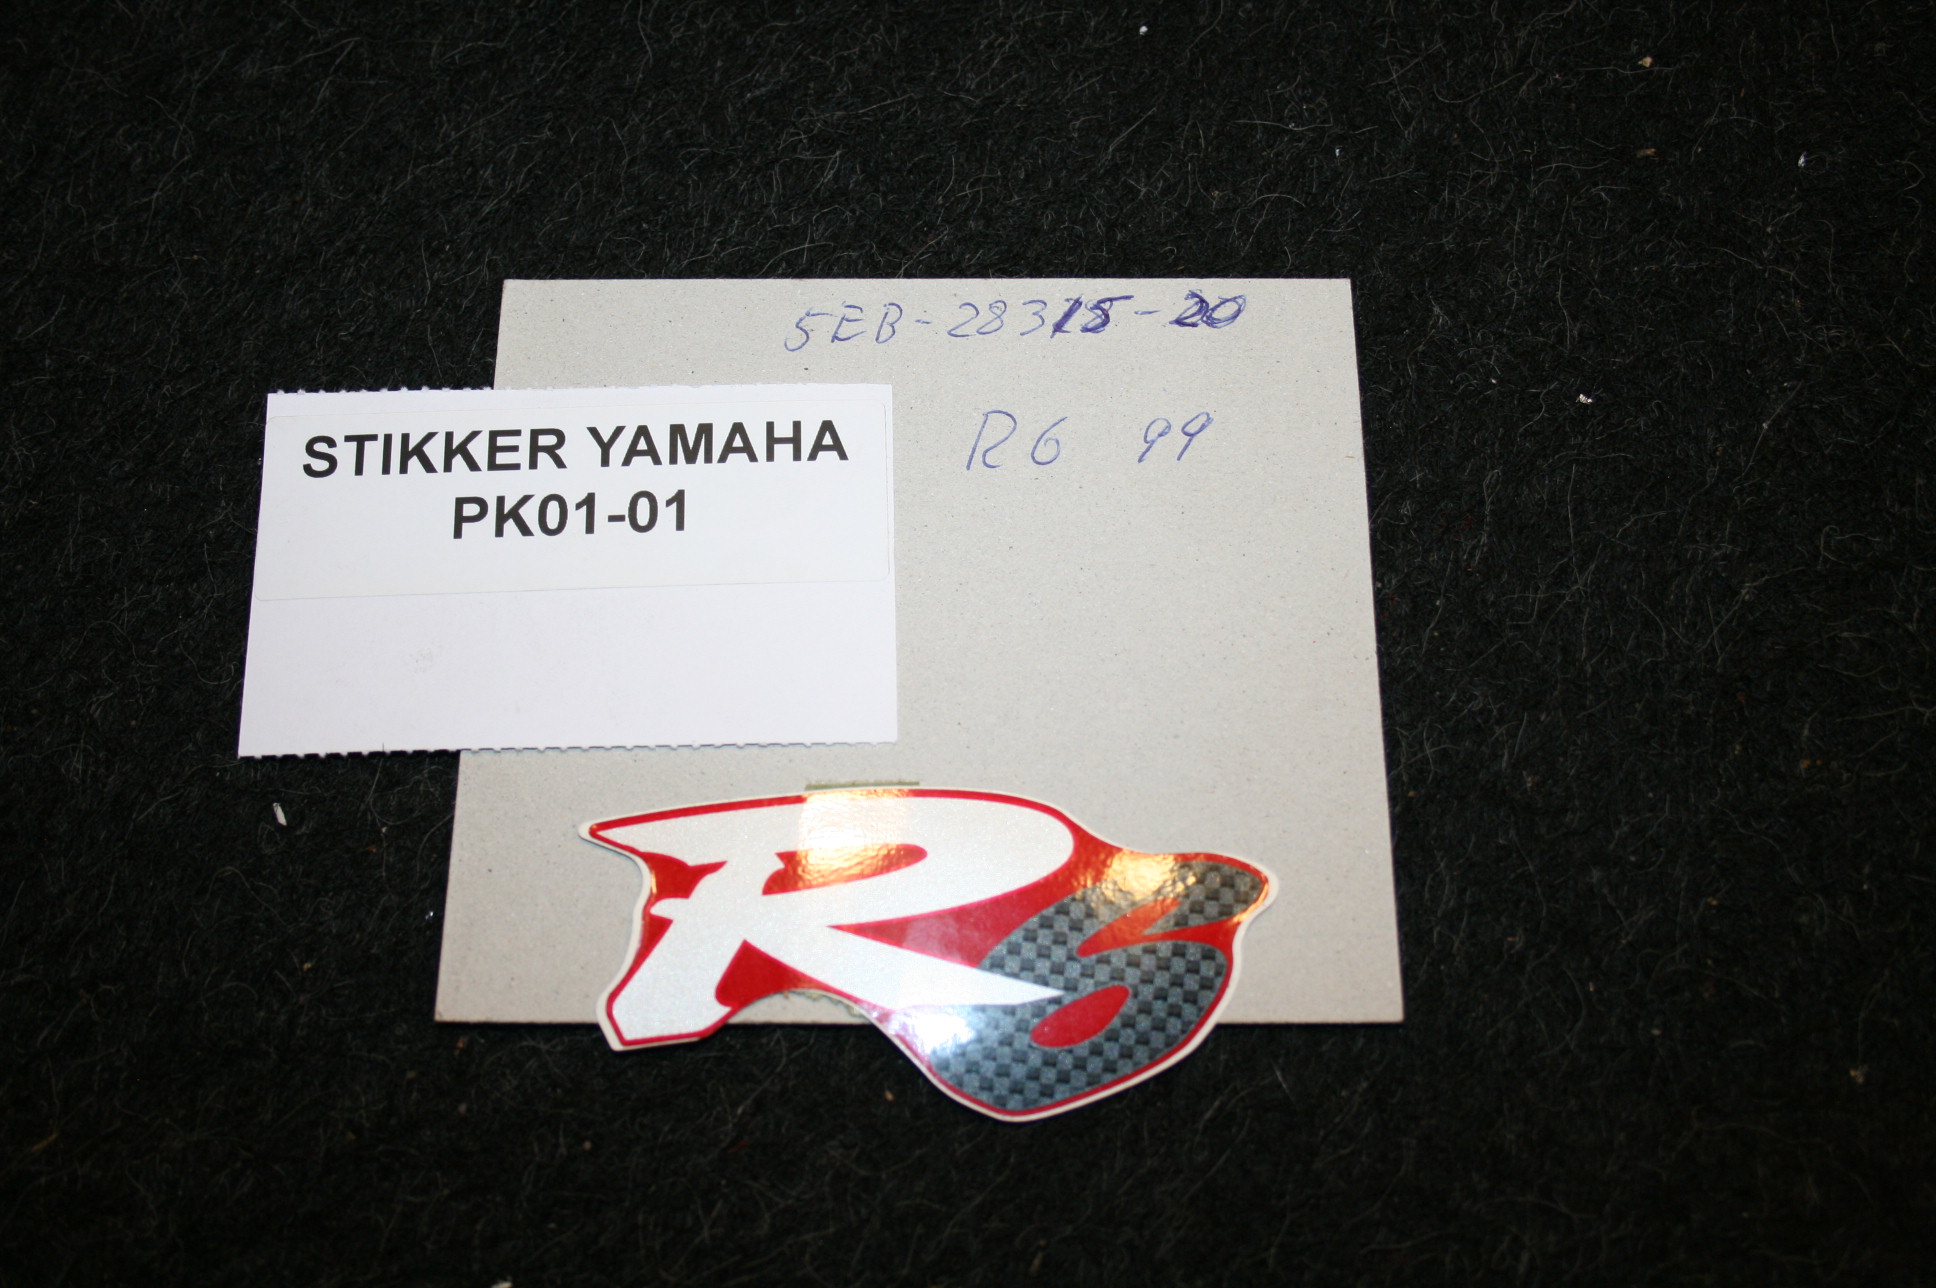 5EB-28315-20
R6 99
STIKKER YAMAHA
PK01-01
R6